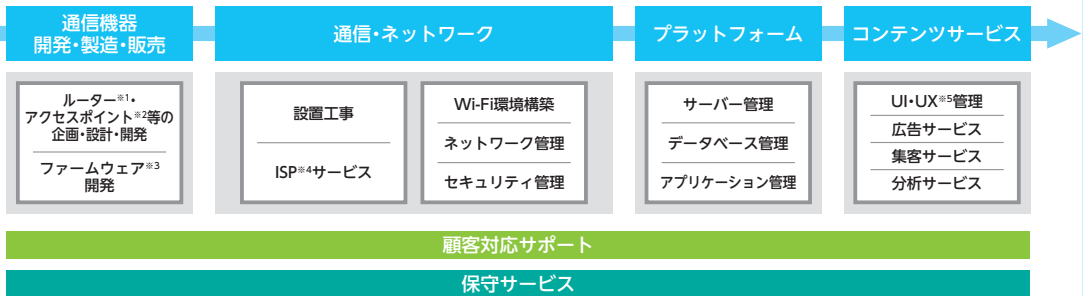 通信機器
開発・製造・販売
通信・ネットワーク
プラットフォーム
コンテンツサービス
ルーター※1・
アクセスポイント※2等の
企画・設計・開発
ファームウェア※3
開発
設置工事
ISP※4サービス
Wi-Fi環境構築
ネットワーク管理
セキュリティ管理
サーバー管理
データベース管理
アプリケーション管理
UI・UX※5管理
広告サービス
集客サービス
分析サービス
顧客対応サポート
保守サービス